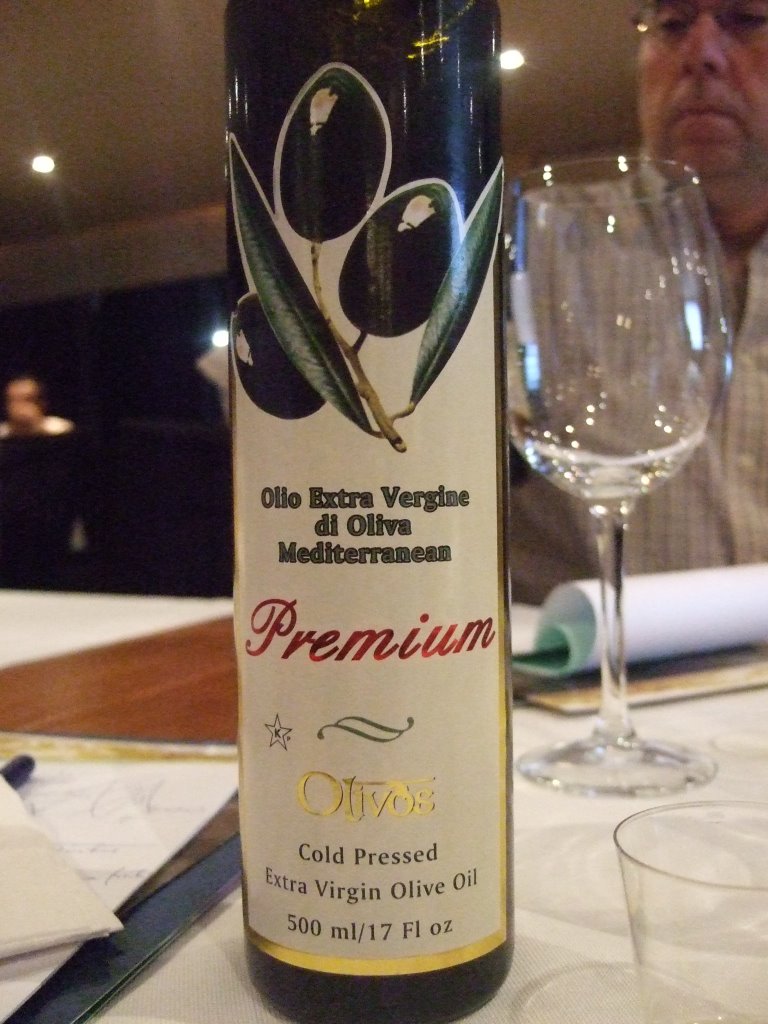 Olio Extra Vergine
di Oliva
Mediterranean
Premium
K
Olivos
Cold Pressed
Extra Virgin Olive Oil
500 ml/17 Fl oz